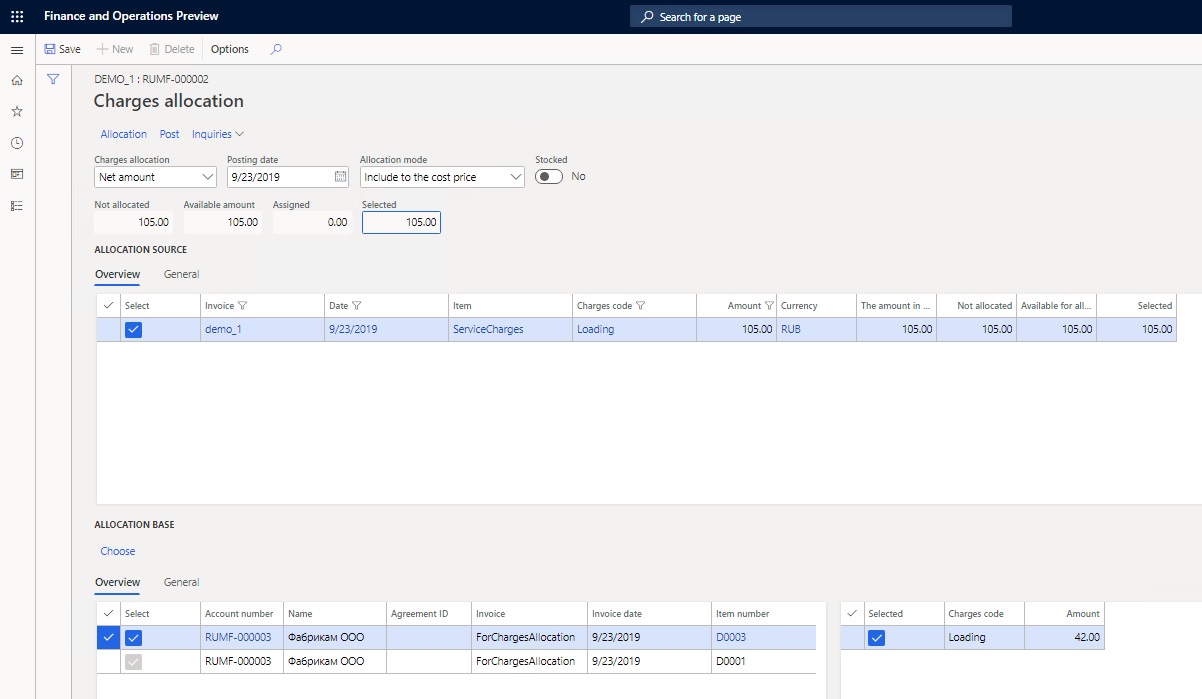 Finance and Operations Preview
Search for a page
Save New Delete Options
DEMO_1 : RUMF-000002
Charges allocation
Allocation Post Inquiries
Charges allocation Posting date Allocation mode Stocked
Net amount 9/23/2019 Include to the cost price No
Not allocated Available amount Assigned Selected
105.00 105.00 0.00 105.00
ALLOCATION SOURCE
Overview General
Select Invoice Date Item Charges code Amount Currency The amount in ... Not allocated Available for all... Selected
demo_1 9/23/2019 ServiceCharges Loading 105.00 RUB 105.00 105.00 105.00 105.00
ALLOCATION BASE
Choose
Overview General
Select Account number Name Agreement ID Invoice Invoice date Item number Selected Charges code Amount
RUMF-000003 Фабрикам ООО ForChargesAllocation 9/23/2019 D0003 Loading 42.00
RUMF-000003 Фабрикам ООО ForChargesAllocation 9/23/2019 D0001